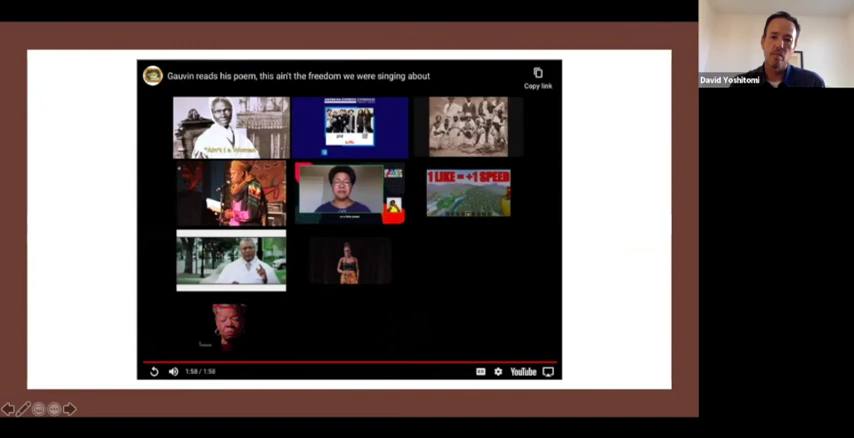 Gauvin reads his poem, this ain't the freedom we were singing about
Copy link
David Yoshitomi
"Ain't I a Woman
1 LIKE = +1 SPEED
1:58 / 1:58
YouTube